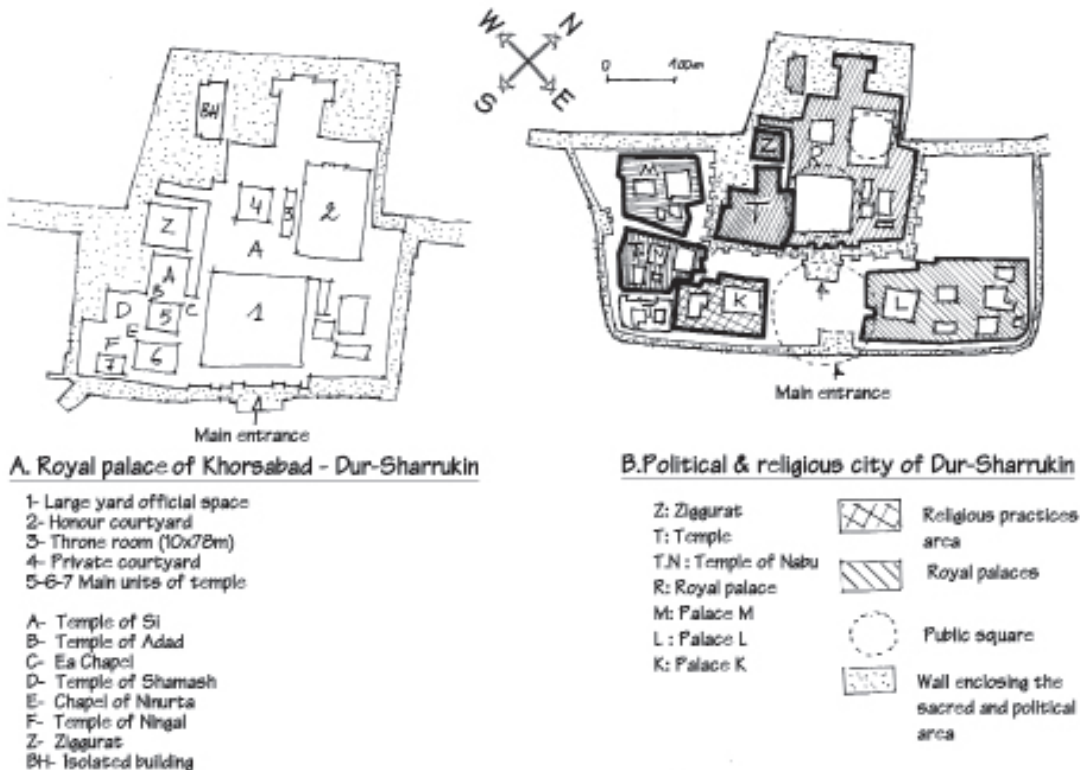 W
N
S
E
0
100m
BH
Z
4
3
2
A
A
B
C
D
5
E
F
7
6
1
Main entrance
Z
R
M
T
K
L
Main entrance
A. Royal palace of Khorsabad - Dur-Sharrukin
1- Large yard official space
2- Honour courtyard
3- Throne room (10x78m)
4- Private courtyard
5-6-7 Main units of temple
A- Temple of Si
B- Temple of Adad
C- Ea Chapel
D- Temple of Shamash
E- Chapel of Ninurta
F- Temple of Ningal
Z- Ziggurat
BH- Isolated building
B.Political & religious city of Dur-Sharrukin
Z: Ziggurat
T: Temple
T.N : Temple of Nabu
R: Royal palace
M: Palace M
L : Palace L
K: Palace K
Religious practices
area
Royal palaces
Public square
Wall enclosing the
sacred and political
area